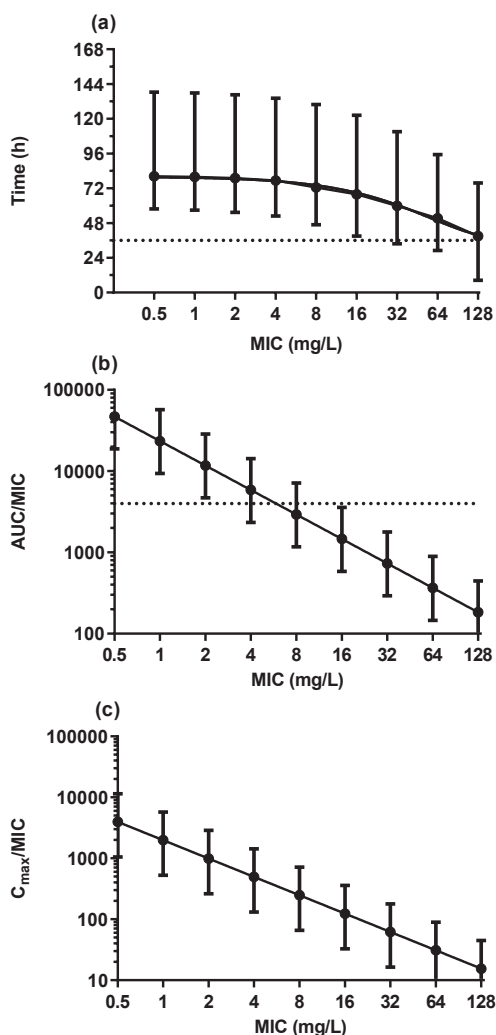 (a)
168
144
120
96
72
48
24
0
Time (h)
0.5 1 2 4 8 16 32 64 128
MIC (mg/L)
(b)
100000
10000
1000
100
AUC/MIC
0.5 1 2 4 8 16 32 64 128
MIC (mg/L)
(c)
100000
10000
1000
100
10
Cmax/MIC
0.5 1 2 4 8 16 32 64 128
MIC (mg/L)